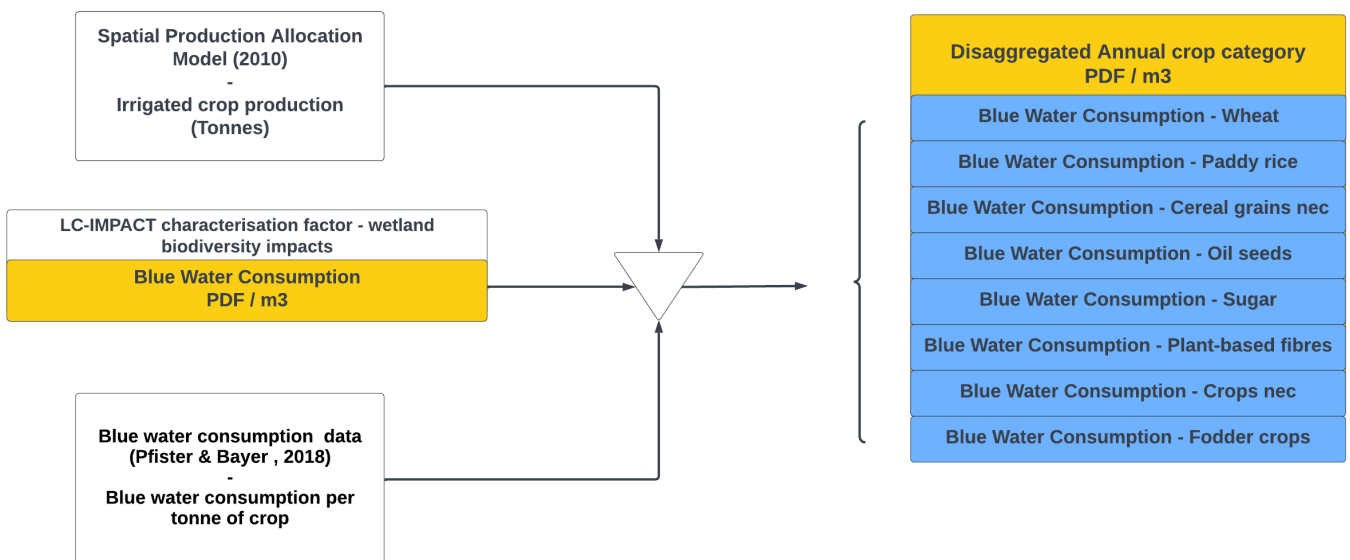 Spatial Production Allocation
Model (2010)
-
Irrigated crop production
(Tonnes)
LC-IMPACT characterisation factor - wetland
biodiversity impacts
Blue Water Consumption
PDF / m3
Blue water consumption data
(Pfister & Bayer , 2018)
-
Blue water consumption per
tonne of crop
Disaggregated Annual crop category
PDF / m3
Blue Water Consumption - Wheat
Blue Water Consumption - Paddy rice
Blue Water Consumption - Cereal grains nec
Blue Water Consumption - Oil seeds
Blue Water Consumption - Sugar
Blue Water Consumption - Plant-based fibres
Blue Water Consumption - Crops nec
Blue Water Consumption - Fodder crops